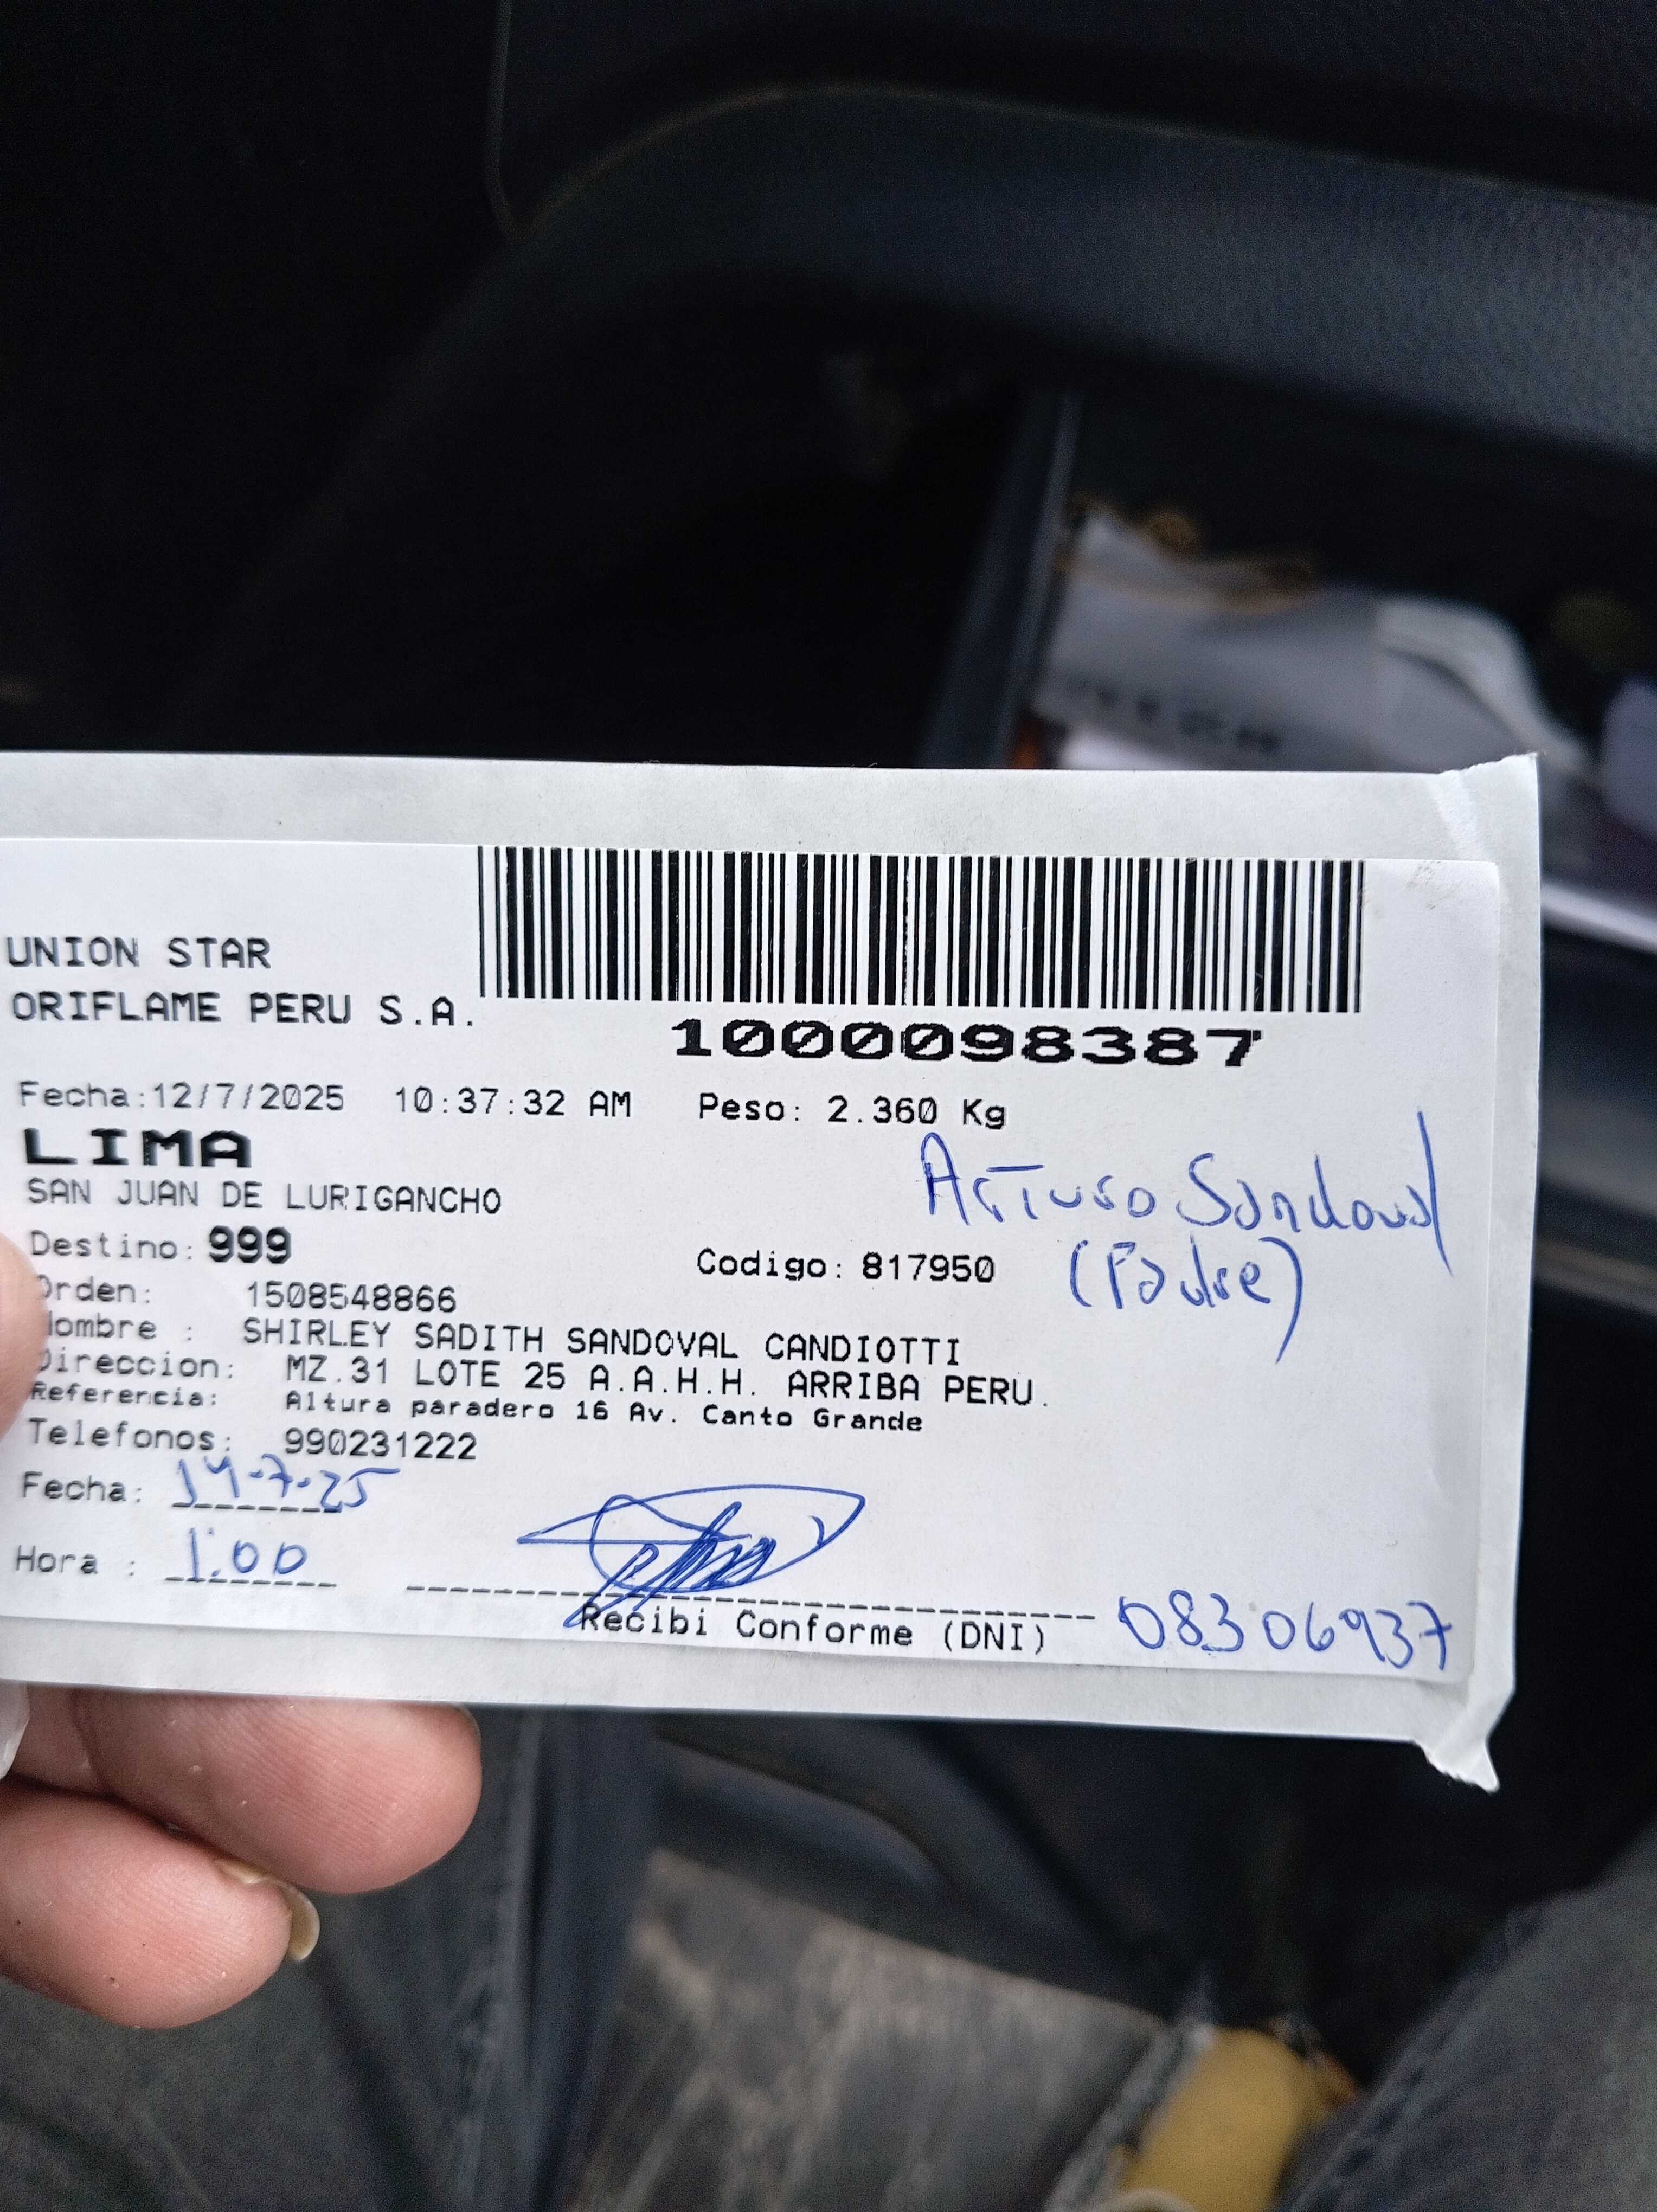 UNION STAR
ORIFLAME PERU S.A.
1000098387
Fecha:12/7/2025 10:37:32 AM Peso: 2.360 Kg
LIMA
SAN JUAN DE LURIGANCHO
Arturo Sandoval
(Padre)
Destino: 999
Codigo: 817950
Orden: 1508548866
Nombre : SHIRLEY SADITH SANDOVAL CANDIOTTI
Direccion: MZ.31 LOTE 25 A.A.H.H. ARRIBA PERU.
Referencia: Altura paradero 16 Av. Canto Grande
Telefonos: 990231222
Fecha: 14-7-25
Hora : 1:00
Recibi Conforme (DNI) 08306937